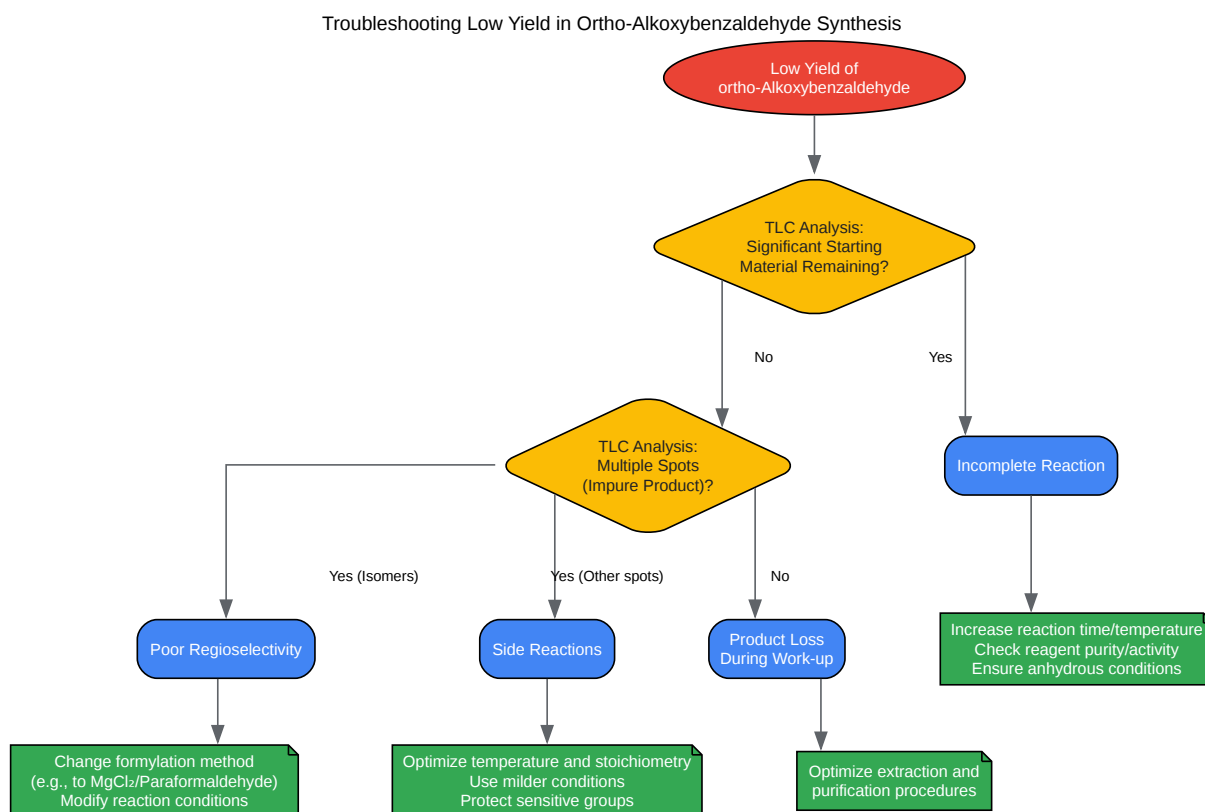 Troubleshooting Low Yield in Ortho-Alkoxybenzaldehyde Synthesis
Low Yield of
ortho-Alkoxybenzaldehyde
TLC Analysis:
Significant Starting
Material Remaining?
No
Yes
TLC Analysis:
Multiple Spots
(Impure Product)?
Incomplete Reaction
Yes (Isomers)
Yes (Other spots)
No
Poor Regioselectivity
Side Reactions
Product Loss
During Work-up
Increase reaction time/temperature
Check reagent purity/activity
Ensure anhydrous conditions
Change formylation method
(e.g., to MgCl₂/Paraformaldehyde)
Modify reaction conditions
Optimize temperature and stoichiometry
Use milder conditions
Protect sensitive groups
Optimize extraction and
purification procedures